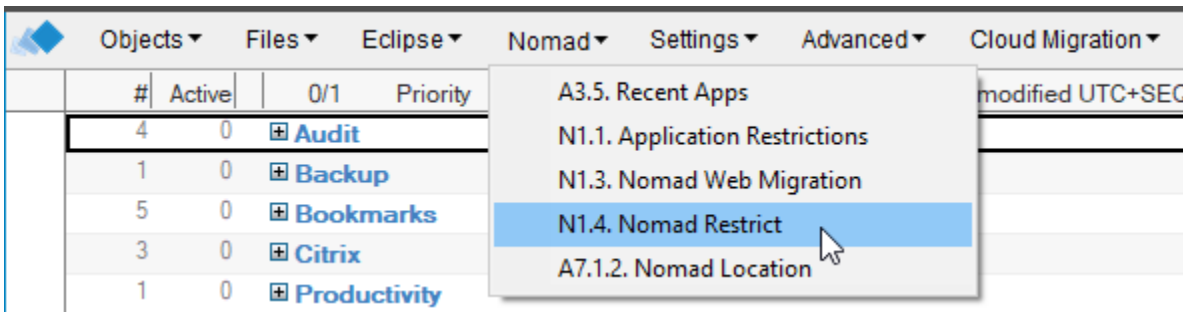 Objects Files Eclipse Nomad Settings Advanced Cloud Migration
# Active 0/1 Priority modified UTC+SEQ
A3.5. Recent Apps
4 0 Audit
N1.1. Application Restrictions
1 0 Backup
N1.3. Nomad Web Migration
5 0 Bookmarks
N1.4. Nomad Restrict
3 0 Citrix
A7.1.2. Nomad Location
1 0 Productivity